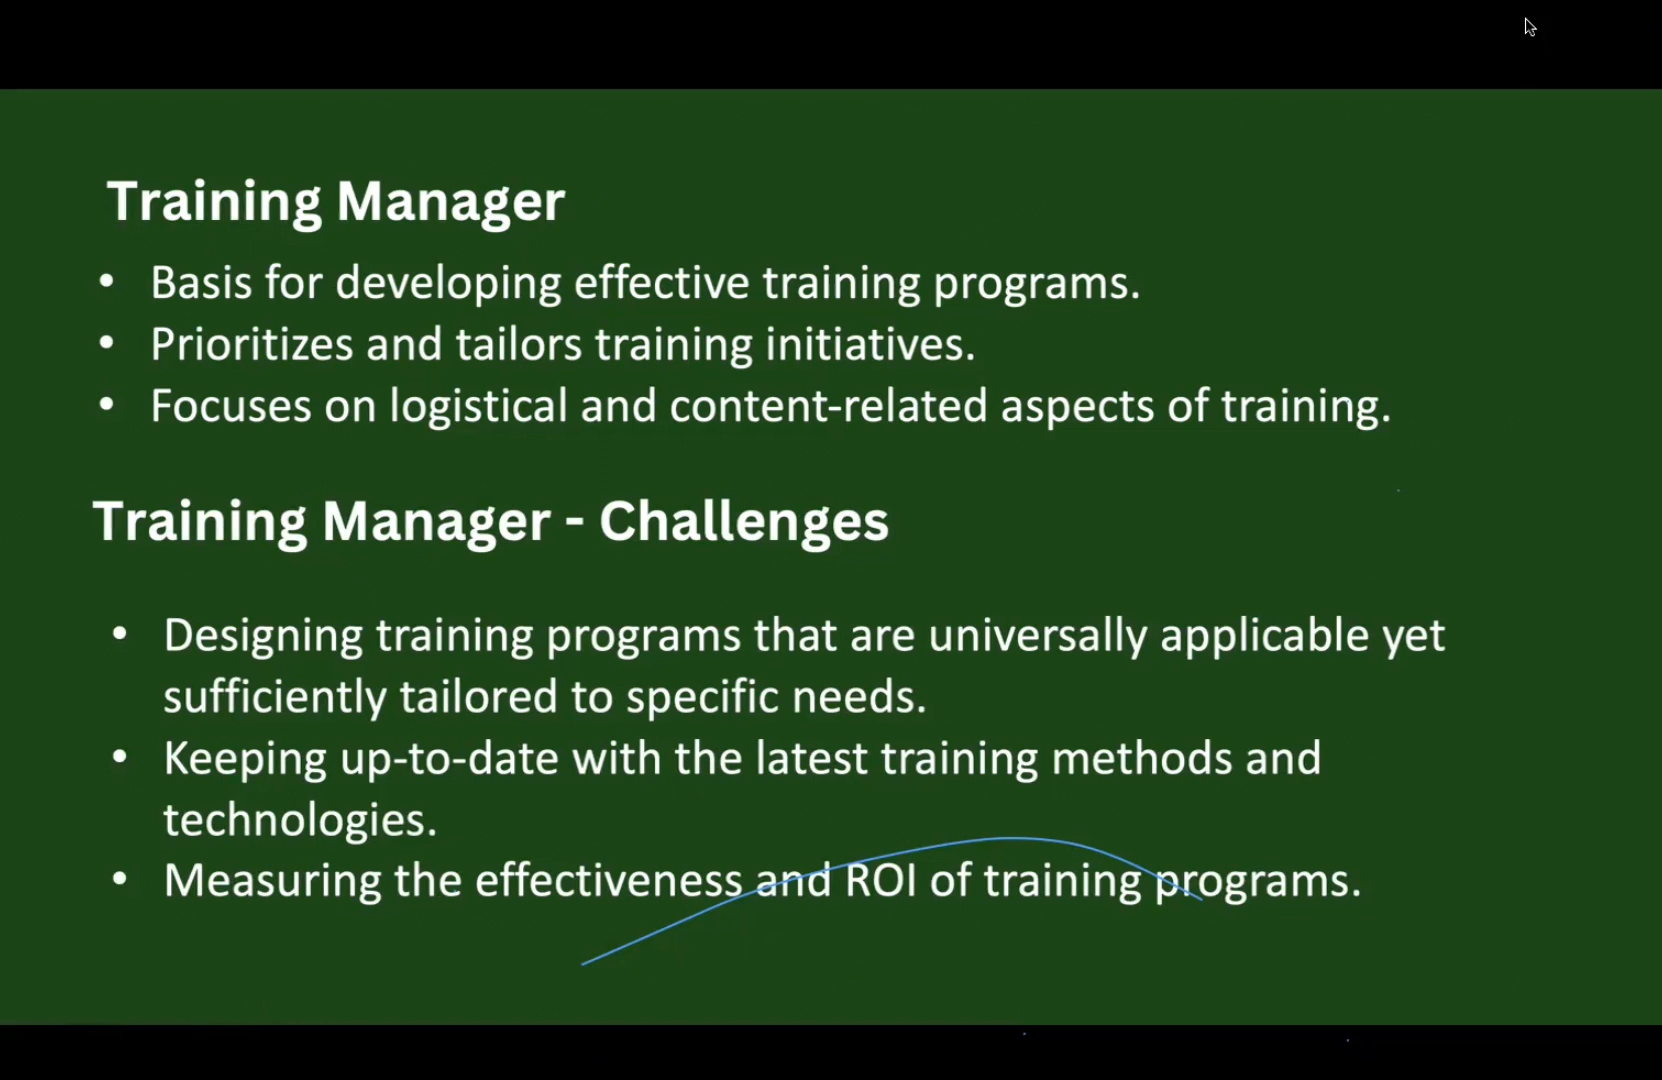 Training Manager
• Basis for developing effective training programs.
• Prioritizes and tailors training initiatives.
• Focuses on logistical and content-related aspects of training.
Training Manager - Challenges
• Designing training programs that are universally applicable yet
sufficiently tailored to specific needs.
• Keeping up-to-date with the latest training methods and
technologies.
• Measuring the effectiveness and ROI of training programs.